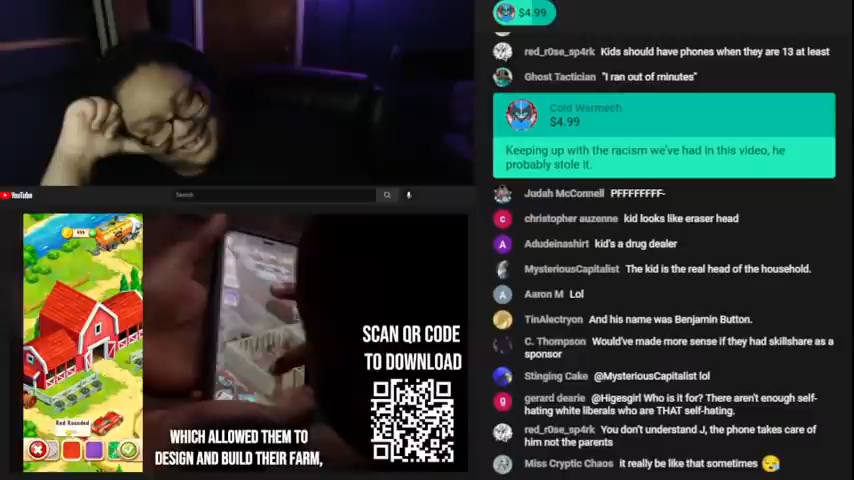 $4.99
red_r0se_sp4rk Kids should have phones when they are 13 at least
Ghost Tactician "I ran out of minutes"
Cold Warmech
$4.99
Keeping up with the racism we've had in this video, he
probably stole it.
Judah McConnell PFFFFFFFF-
christopher auzenne kid looks like eraser head
Adudeinashirt kid's a drug dealer
MysteriousCapitalist The kid is the real head of the household.
Aaron M Lol
TinAlectryon And his name was Benjamin Button.
C. Thompson Would've made more sense if they had skillshare as a
sponsor
Stinging Cake @MysteriousCapitalist lol
gerard dearie @Higesgirl Who is it for? There aren't enough self-
hating white liberals who are THAT self-hating.
red_r0se_sp4rk You don't understand J, the phone takes care of
him not the parents
Miss Cryptic Chaos it really be like that sometimes
YouTube
Search
SCAN QR CODE
TO DOWNLOAD
Red Rounded
WHICH ALLOWED THEM TO
DESIGN AND BUILD THEIR FARM,